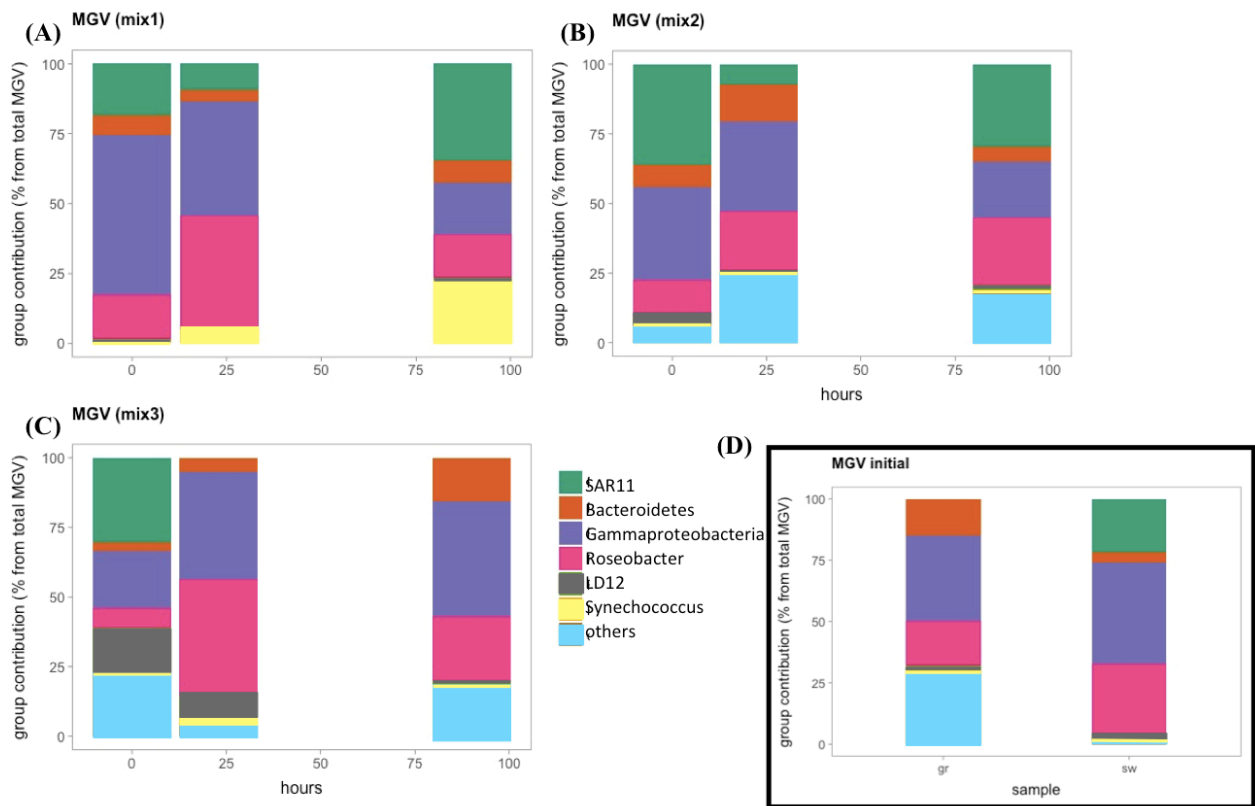 (A)
MGV (mix1)
group contribution (% from total MGV)
100
75
50
25
0
0 25 50 75 100
(B)
MGV (mix2)
group contribution (% from total MGV)
100
75
50
25
0
0 25 50 75 100
hours
(C)
MGV (mix3)
group contribution (% from total MGV)
100
75
50
25
0
0 25 50 75 100
hours
SAR11
Bacteroidetes
Gammaproteobacteria
Roseobacter
LD12
Synechococcus
others
(D)
MGV initial
group contribution (% from total MGV)
100
75
50
25
0
gr sw
sample